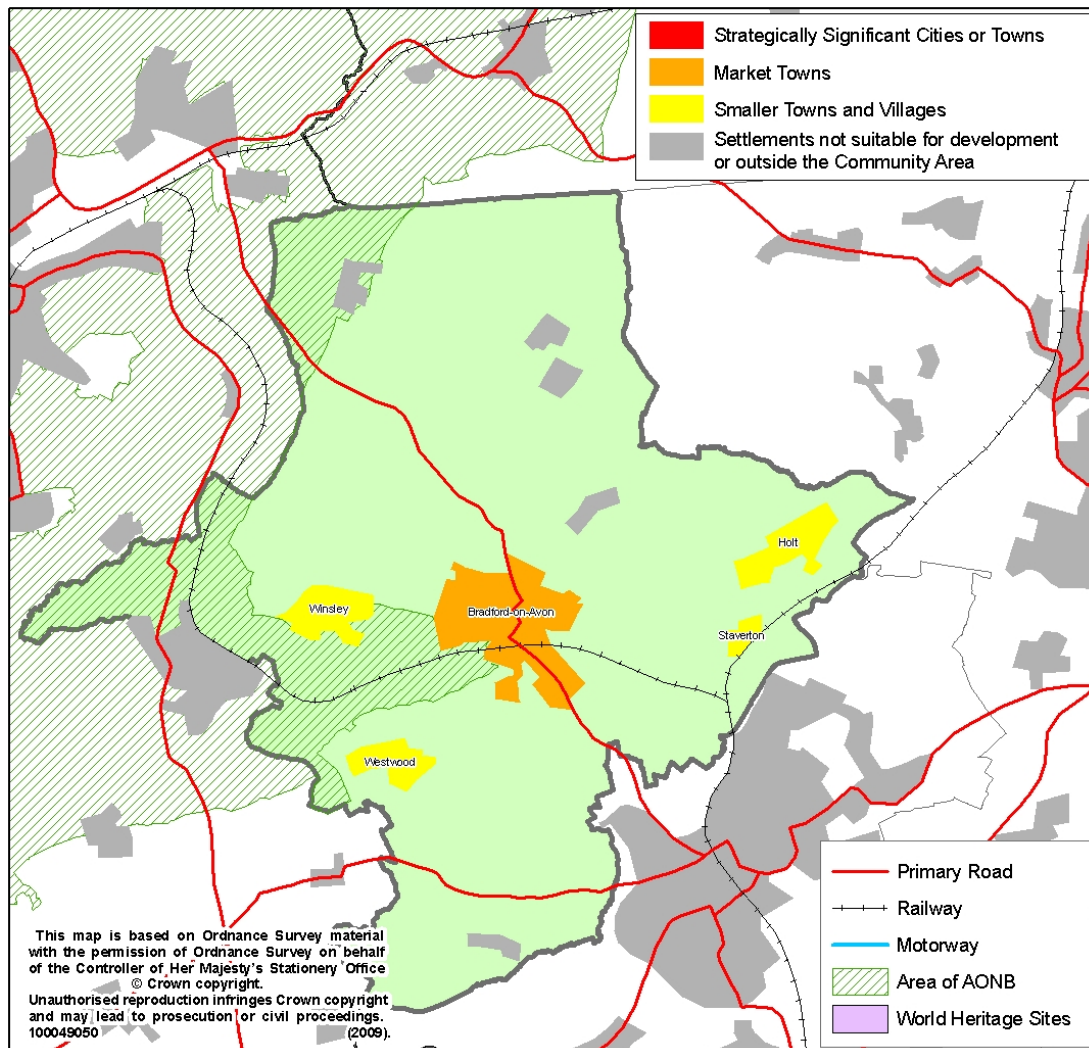 Strategically Significant Cities or Towns
Market Towns
Smaller Towns and Villages
Settlements not suitable for development
or outside the Community Area
Holt
Winsley
Bradford-on-Avon
Staverton
Westwood
Primary Road
Railway
Motorway
Area of AONB
World Heritage Sites
This map is based on Ordnance Survey material
with the permission of Ordnance Survey on behalf
of the Controller of Her Majesty's Stationery Office
© Crown copyright.
Unauthorised reproduction infringes Crown copyright
and may lead to prosecution or civil proceedings.
100049050 (2009).